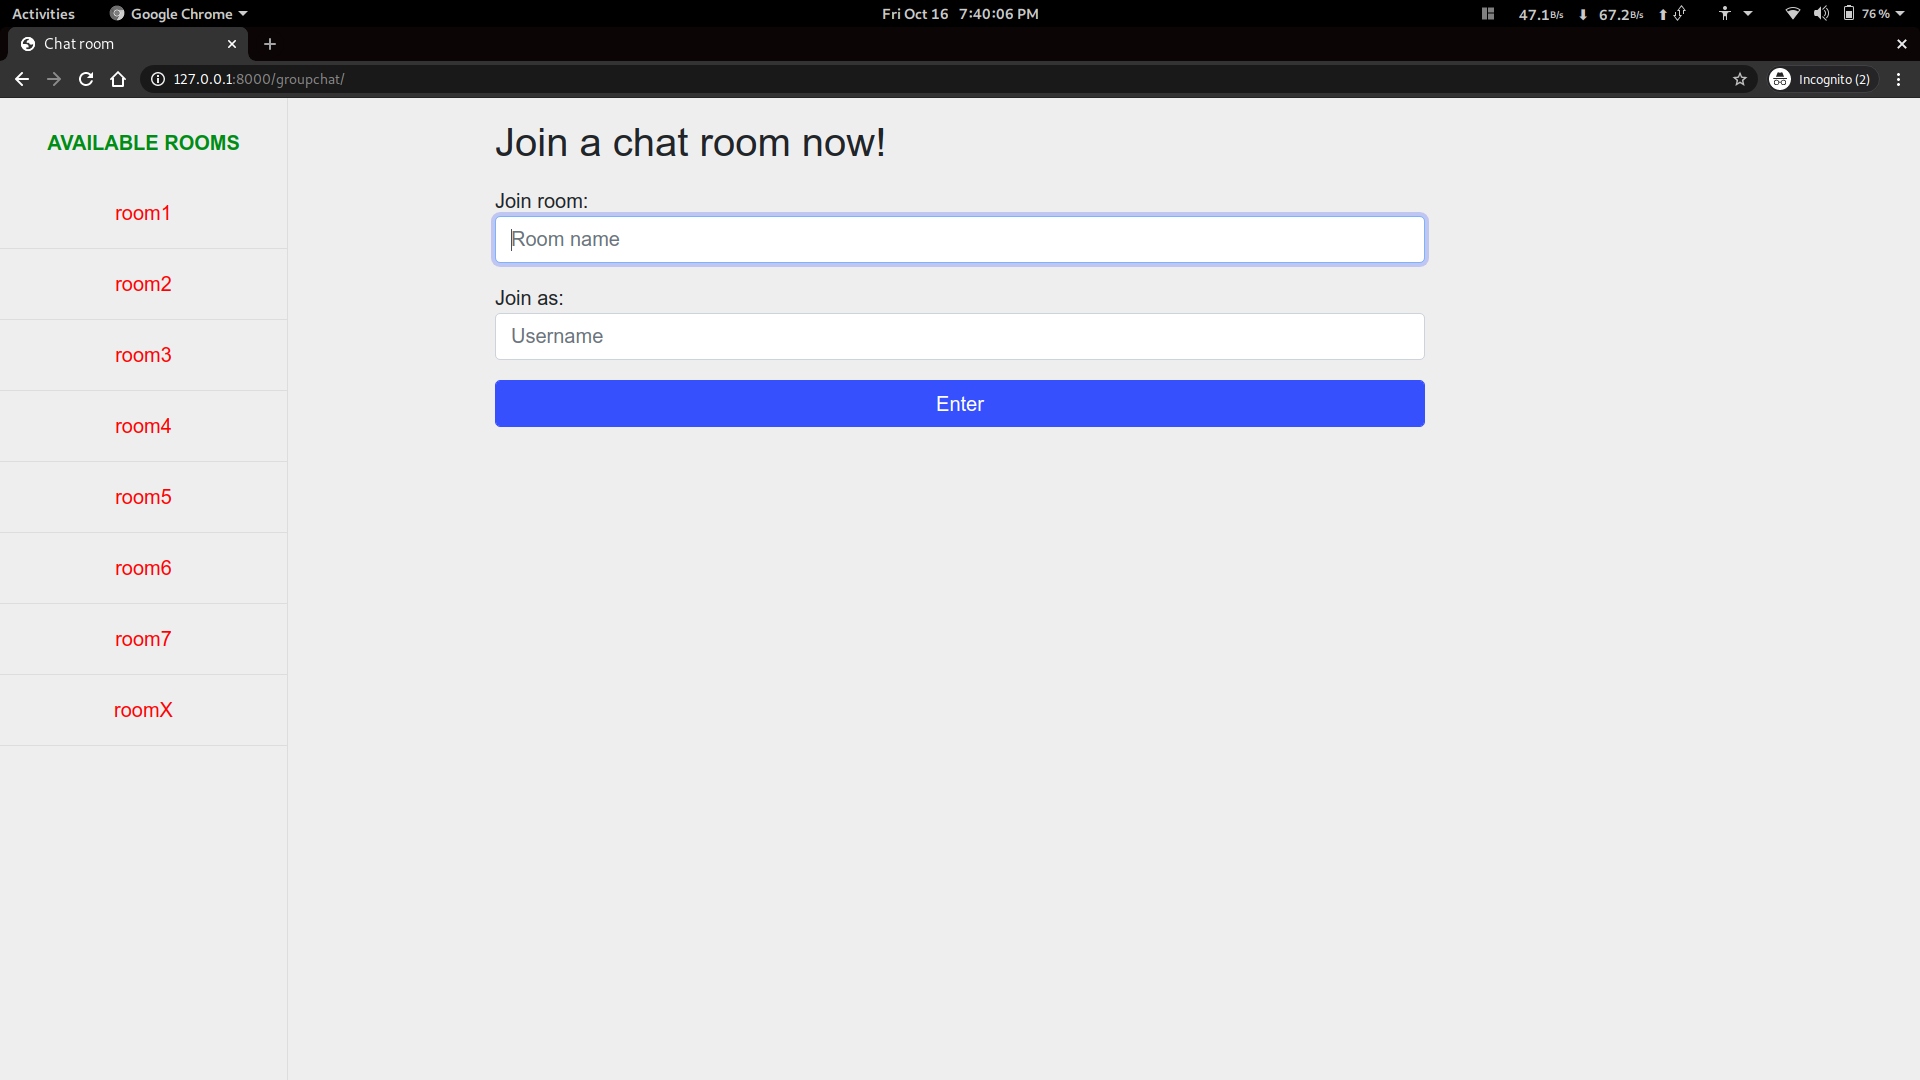 Activities Google Chrome Fri Oct 16 7:40:06 PM 47.1B/s 67.2B/s 76 %
Chat room
127.0.0.1:8000/groupchat/ Incognito (2)
AVAILABLE ROOMS
room1
room2
room3
room4
room5
room6
room7
roomX
Join a chat room now!
Join room:
Room name
Join as:
Username
Enter